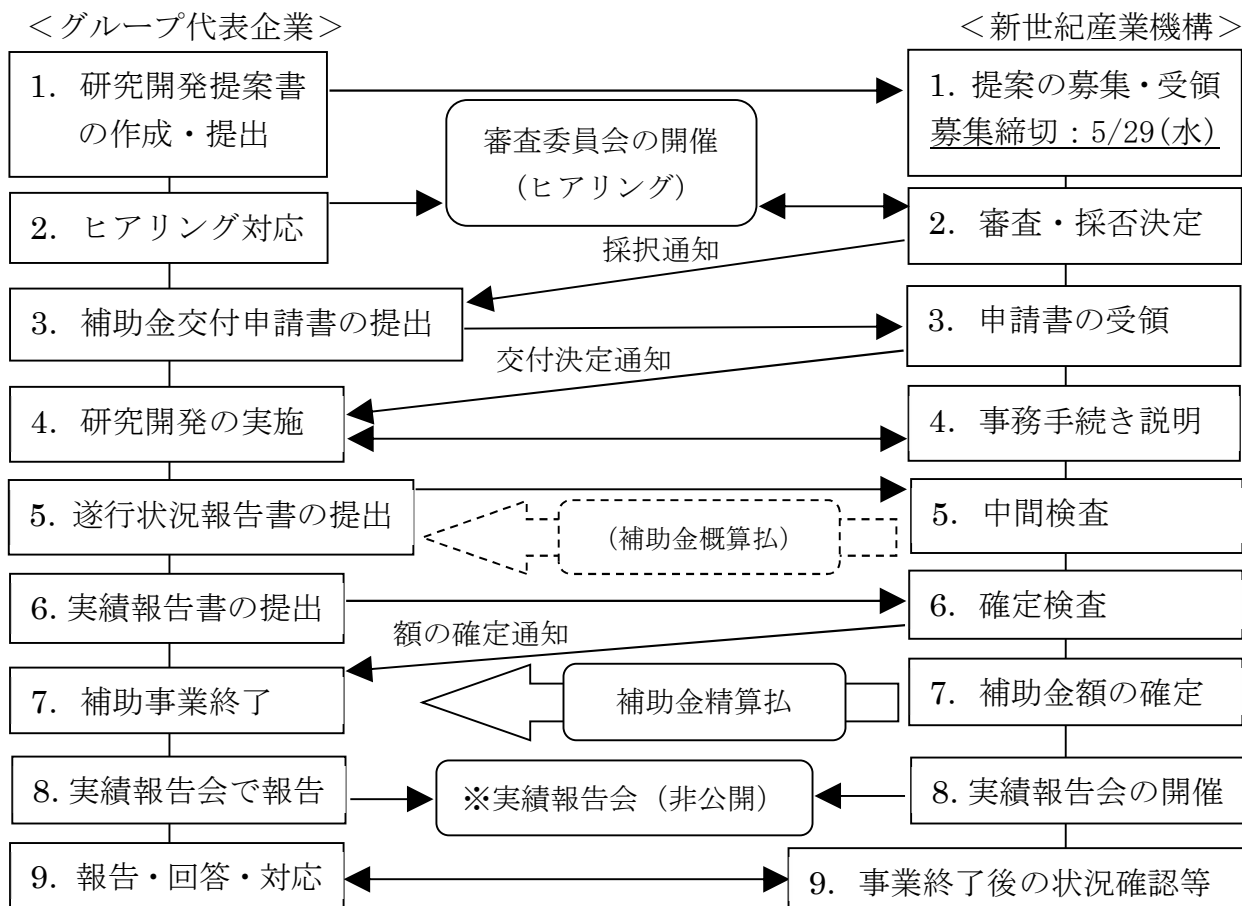 ＜グループ代表企業＞
＜新世紀産業機構＞
1. 研究開発提案書
の作成・提出
1. 提案の募集・受領
募集締切：5/29(水)
審査委員会の開催
（ヒアリング）
2. ヒアリング対応
2. 審査・採否決定
採択通知
3. 補助金交付申請書の提出
3. 申請書の受領
交付決定通知
4. 研究開発の実施
4. 事務手続き説明
5. 遂行状況報告書の提出
（補助金概算払）
5. 中間検査
6. 実績報告書の提出
6. 確定検査
額の確定通知
7. 補助事業終了
補助金精算払
7. 補助金額の確定
8. 実績報告会で報告
※実績報告会（非公開）
8. 実績報告会の開催
9. 報告・回答・対応
9. 事業終了後の状況確認等